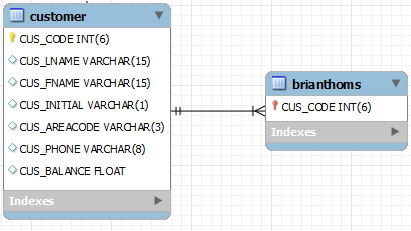 customer
CUS_CODE INT(6)
CUS_LNAME VARCHAR(15)
CUS_FNAME VARCHAR(15)
CUS_INITIAL VARCHAR(1)
CUS_AREACODE VARCHAR(3)
CUS_PHONE VARCHAR(8)
CUS_BALANCE FLOAT
Indexes
brianthoms
CUS_CODE INT(6)
Indexes